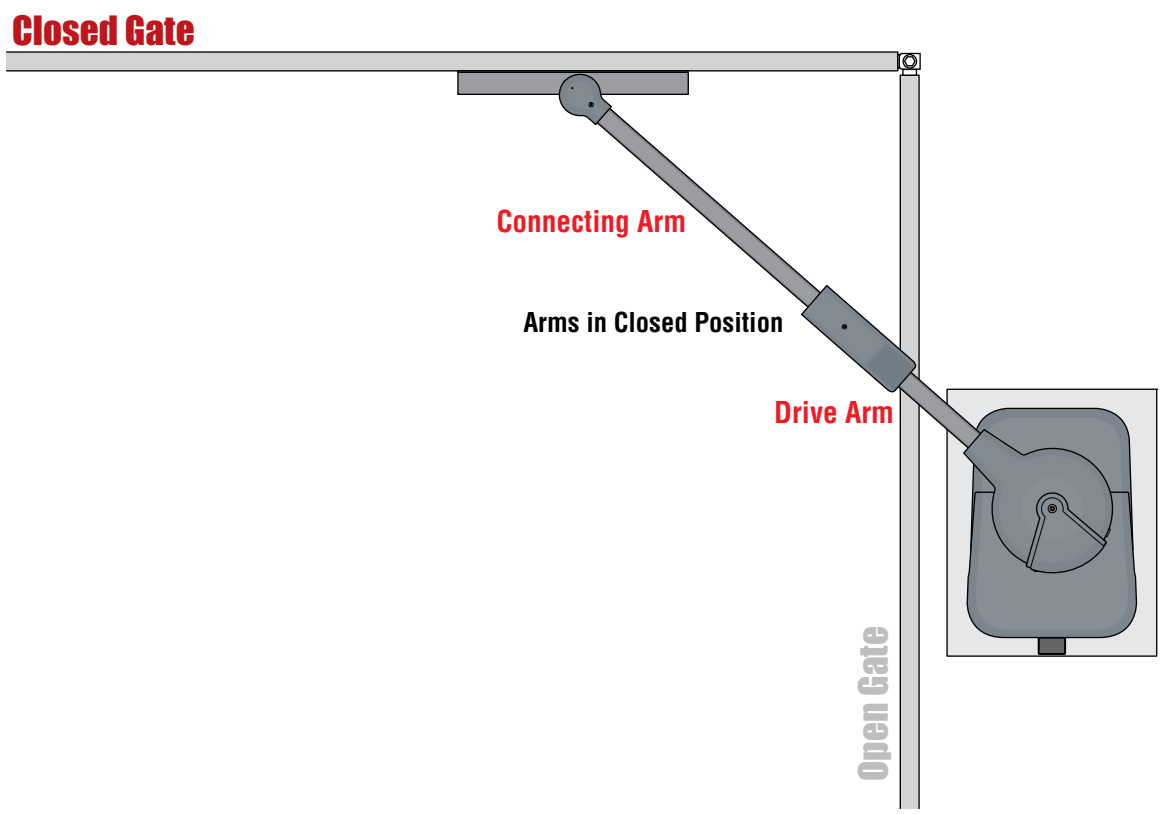 Closed Gate
Connecting Arm
Arms in Closed Position
Drive Arm
Open Gate